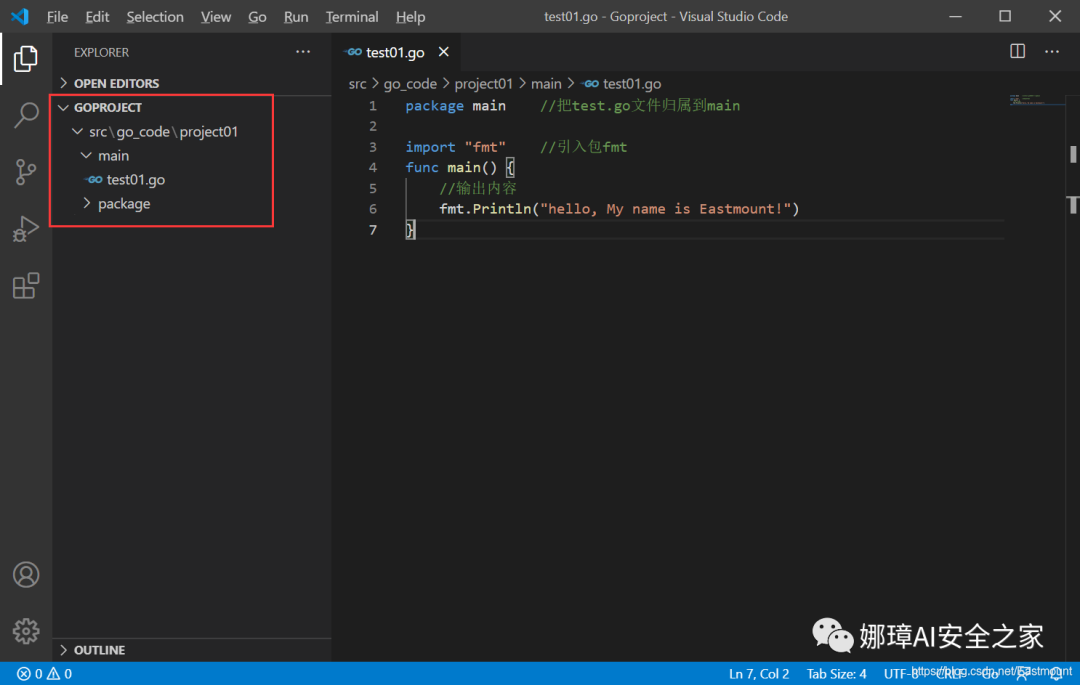 File Edit Selection View Go Run Terminal Help test01.go - Goproject - Visual Studio Code
EXPLORER
OPEN EDITORS
GOPROJECT
src\go_code\project01
main
GO test01.go
package
OUTLINE
GO test01.go
src > go_code > project01 > main > GO test01.go
1 package main //把test.go文件归属到main
2
3 import "fmt" //引入包fmt
4 func main() {
5 //输出内容
6 fmt.Println("hello, My name is Eastmount!")
7 }
娜璋AI安全之家
0 0 Ln 7, Col 2 Tab Size: 4 UTF-8 CRLF Go
https://blog.csdn.net/Eastmount